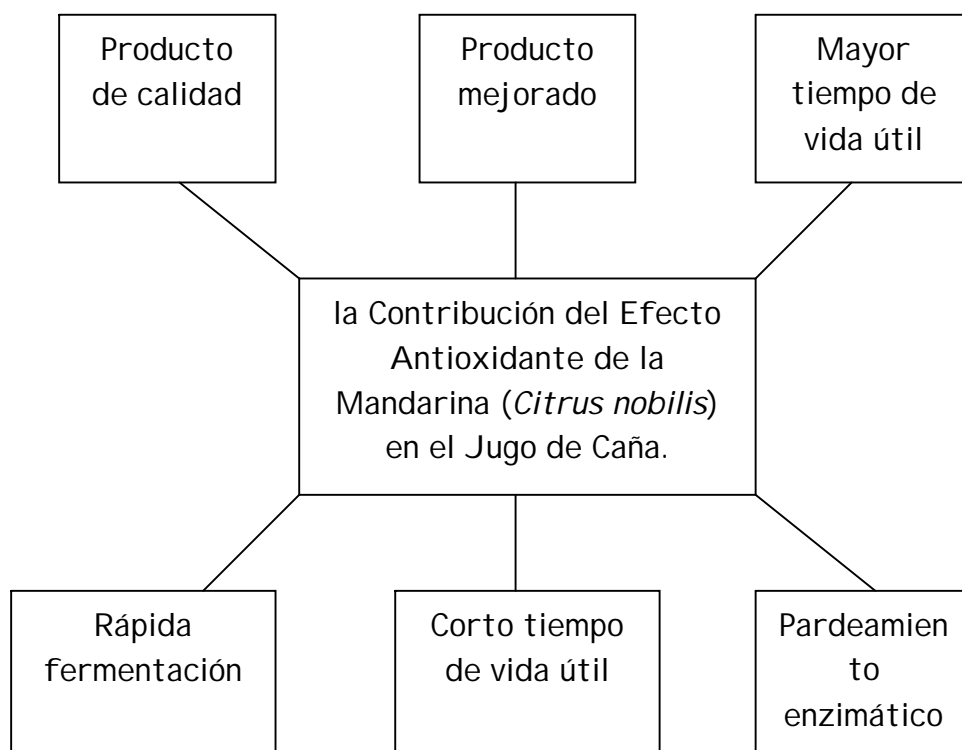 Producto
de calidad
Producto
mejorado
Mayor
tiempo de
vida útil
la Contribución del Efecto
Antioxidante de la
Mandarina (Citrus nobilis)
en el Jugo de Caña.
Rápida
fermentación
Corto tiempo
de vida útil
Pardeamien
to
enzimático